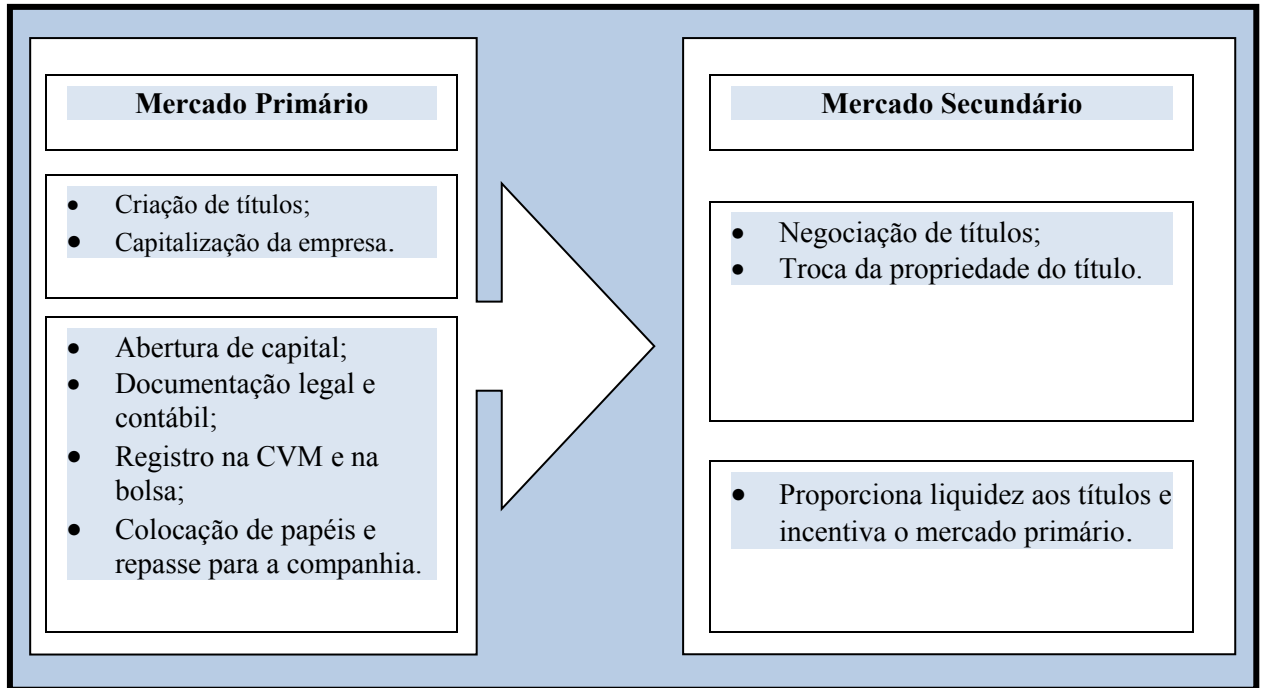 Mercado Primário
• Criação de títulos;
• Capitalização da empresa.
• Abertura de capital;
• Documentação legal e
contábil;
• Registro na CVM e na
bolsa;
• Colocação de papéis e
repasse para a companhia.
Mercado Secundário
• Negociação de títulos;
• Troca da propriedade do título.
• Proporciona liquidez aos títulos e
incentiva o mercado primário.